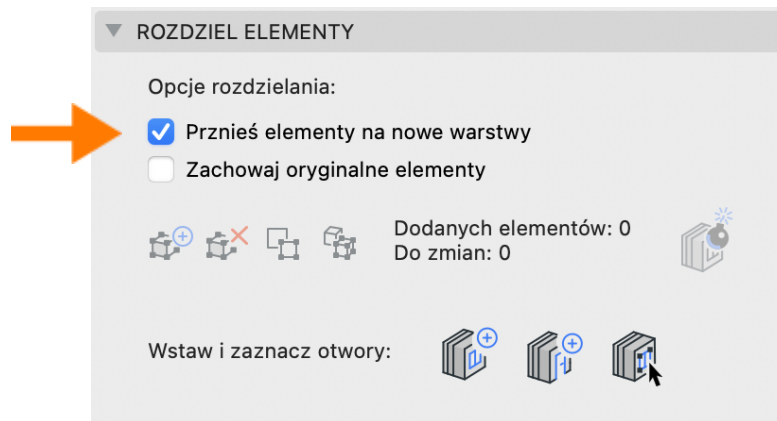 ROZDZIEL ELEMENTY
Opcje rozdzielania:
Prznieś elementy na nowe warstwy
Zachowaj oryginalne elementy
Dodanych elementów: 0
Do zmian: 0
Wstaw i zaznacz otwory: